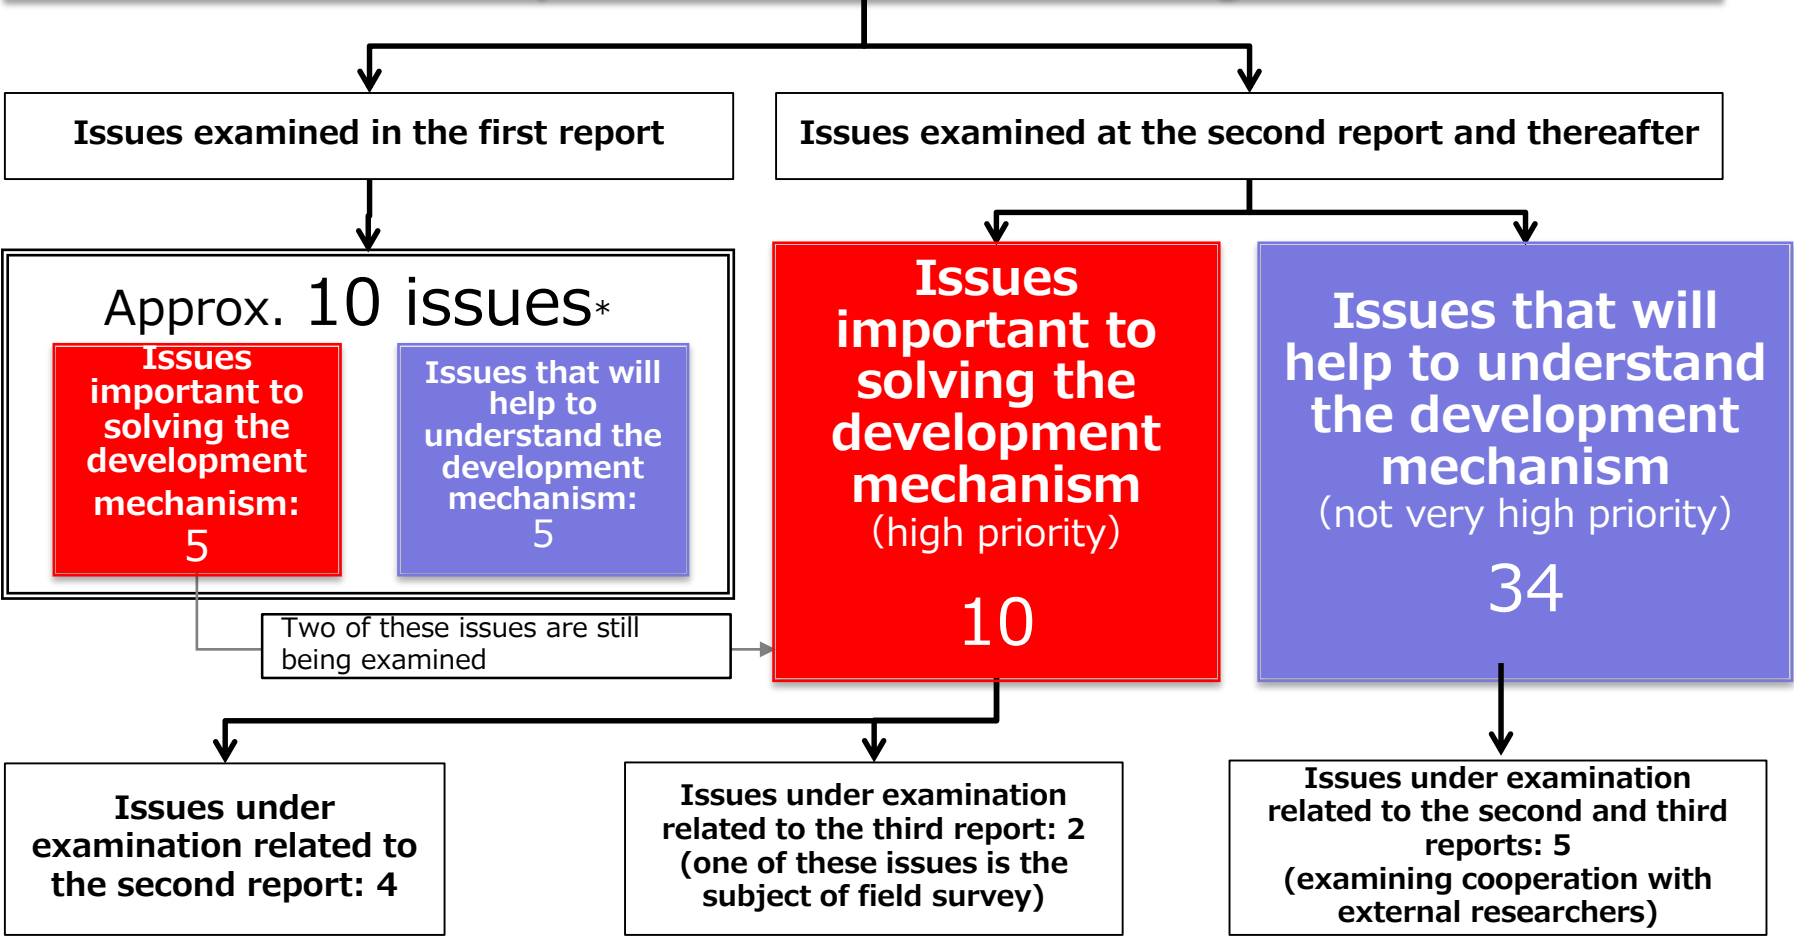 Issues examined in the first report
Issues examined at the second report and thereafter
Approx. 10 issues*
Issues
important to
solving the
development
mechanism:
5
Issues that will
help to
understand the
development
mechanism:
5
Two of these issues are still
being examined
Issues
important to
solving the
development
mechanism
(high priority)
10
Issues that will
help to understand
the development
mechanism
(not very high priority)
34
Issues under
examination related to
the second report: 4
Issues under examination
related to the third report: 2
(one of these issues is the
subject of field survey)
Issues under examination
related to the second and third
reports: 5
(examining cooperation with
external researchers)